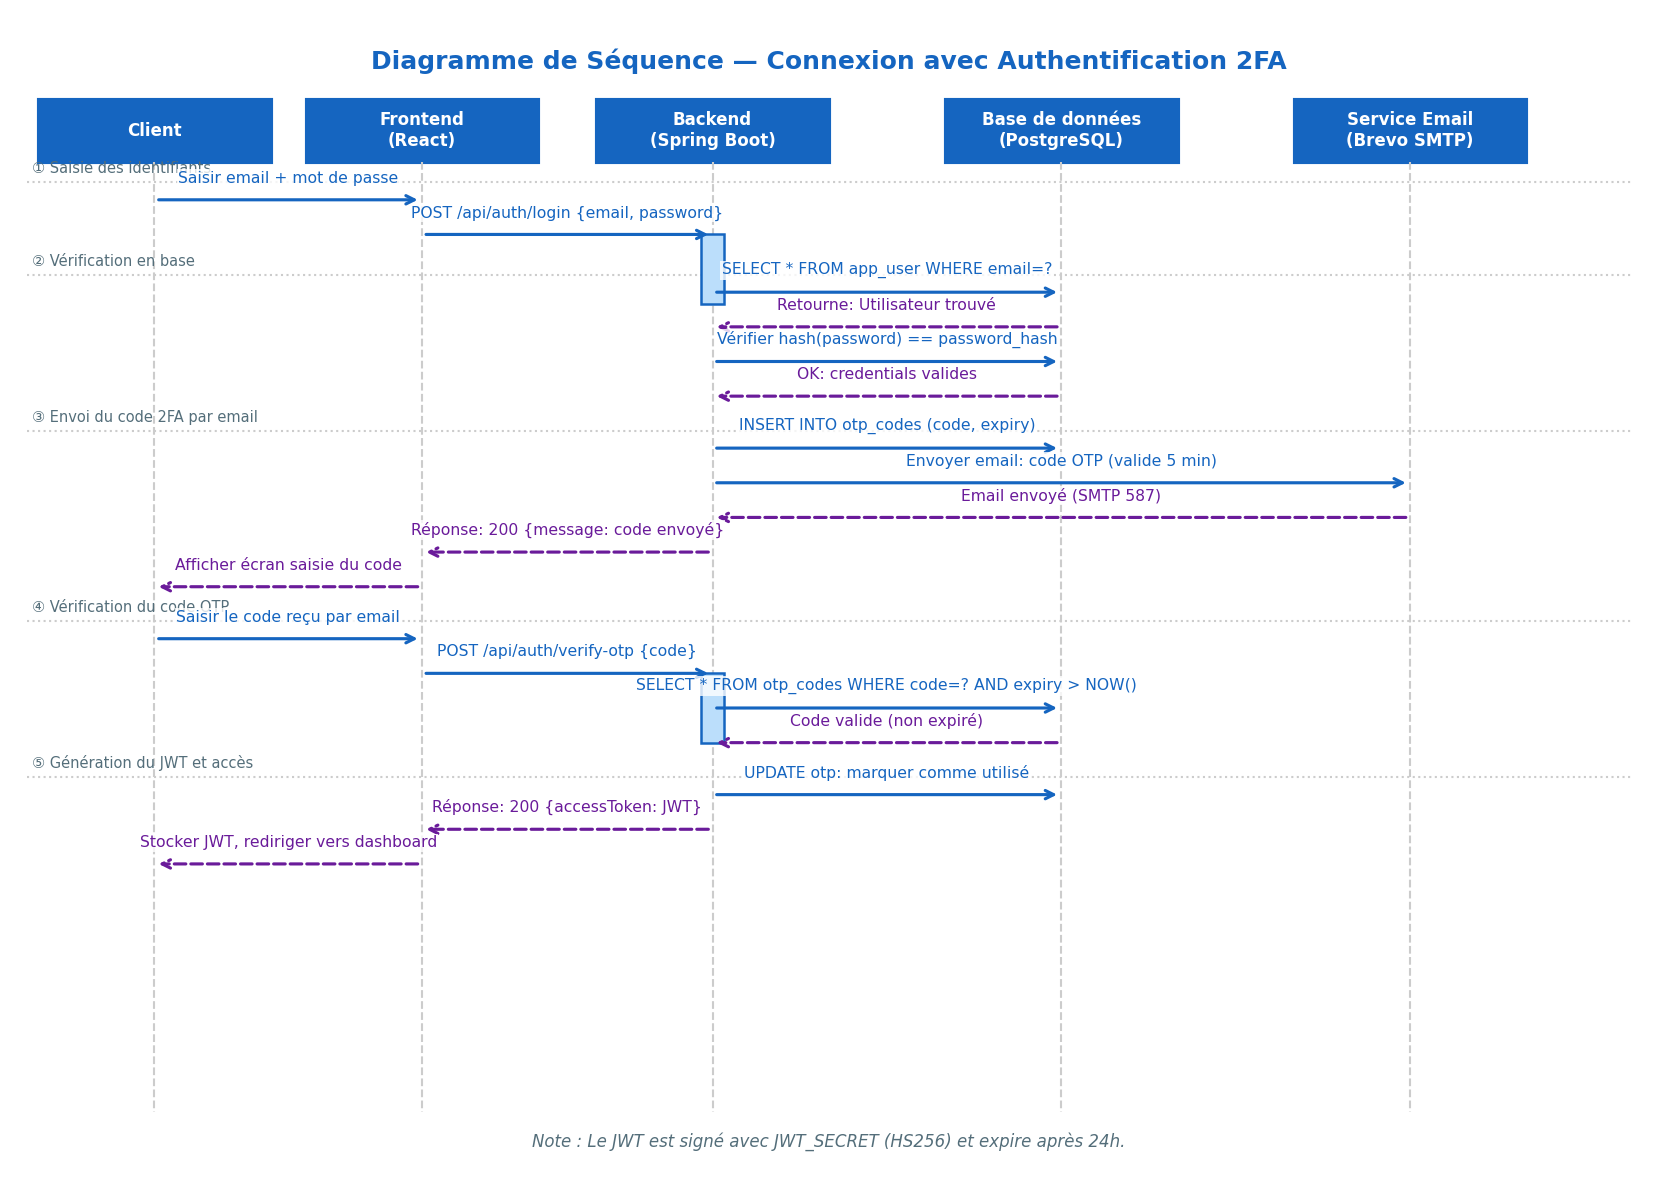 Diagramme de Séquence — Connexion avec Authentification 2FA
Client
Frontend
(React)
Backend
(Spring Boot)
Base de données
(PostgreSQL)
Service Email
(Brevo SMTP)
① Saisie des identifiants
Saisir email + mot de passe
POST /api/auth/login {email, password}
② Vérification en base
SELECT * FROM app_user WHERE email=?
Retourne: Utilisateur trouvé
Vérifier hash(password) == password_hash
OK: credentials valides
③ Envoi du code 2FA par email
INSERT INTO otp_codes (code, expiry)
Envoyer email: code OTP (valide 5 min)
Email envoyé (SMTP 587)
Réponse: 200 {message: code envoyé}
Afficher écran saisie du code
④ Vérification du code OTP
Saisir le code reçu par email
POST /api/auth/verify-otp {code}
SELECT * FROM otp_codes WHERE code=? AND expiry > NOW()
Code valide (non expiré)
⑤ Génération du JWT et accès
UPDATE otp: marquer comme utilisé
Réponse: 200 {accessToken: JWT}
Stocker JWT, rediriger vers dashboard
Note : Le JWT est signé avec JWT_SECRET (HS256) et expire après 24h.